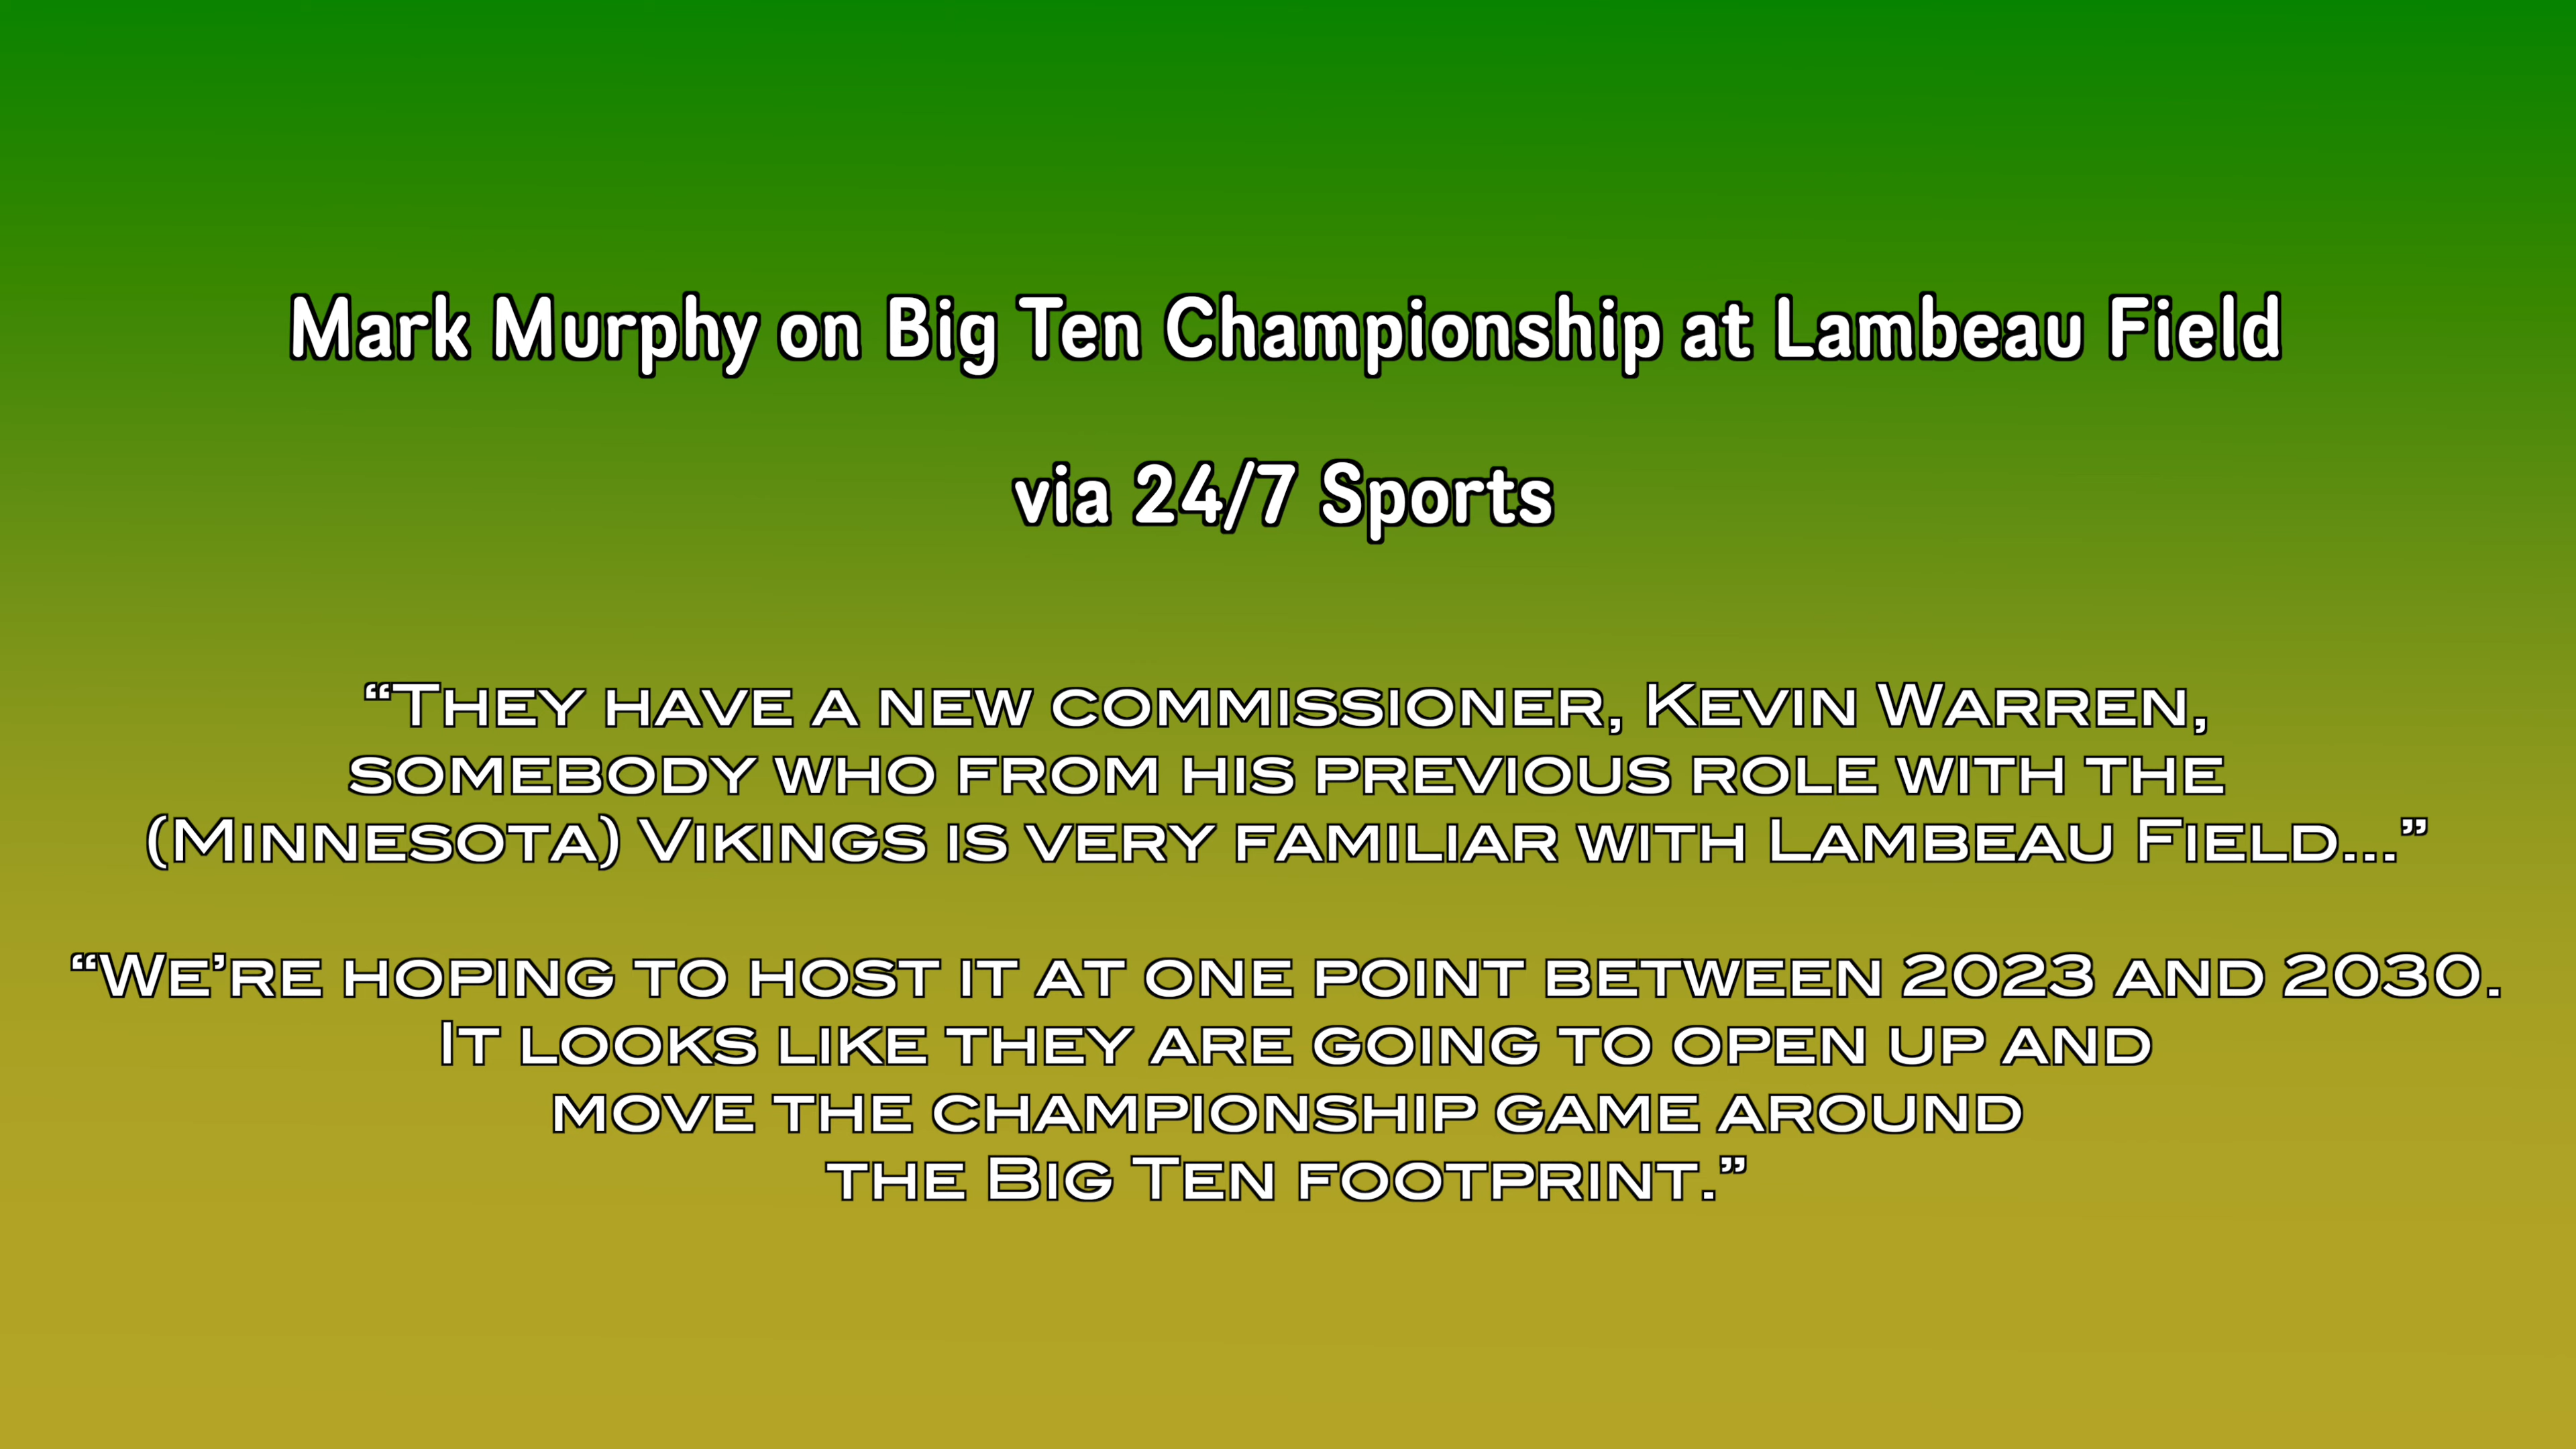 Mark Murphy on Big Ten Championship at Lambeau Field
via 24/7 Sports
“They have a new commissioner, Kevin Warren,
somebody who from his previous role with the
(Minnesota) Vikings is very familiar with Lambeau Field...”
“We’re hoping to host it at one point between 2023 and 2030.
It looks like they are going to open up and
move the championship game around
the Big Ten footprint.”